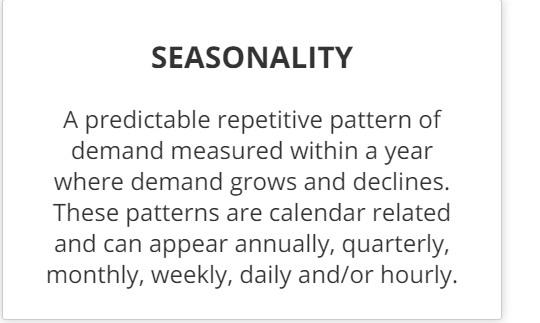 SEASONALITY
A predictable repetitive pattern of
demand measured within a year
where demand grows and declines.
These patterns are calendar related
and can appear annually, quarterly,
monthly, weekly, daily and/or hourly.